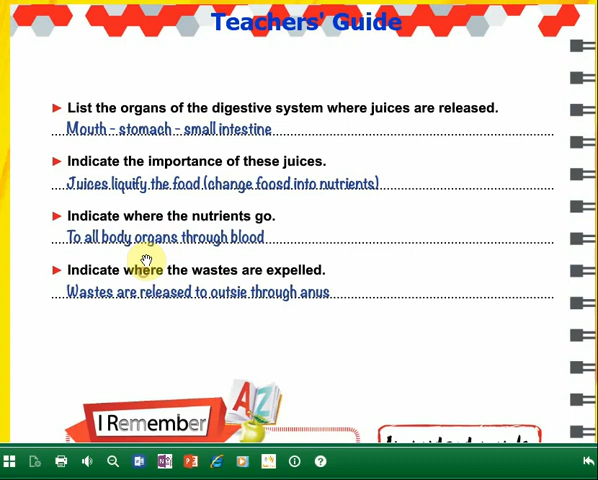 Teachers' Guide
List the organs of the digestive system where juices are released.
Mouth - stomach - small intestine
Indicate the importance of these juices.
Juices liquify the food (change foosd into nutrients)
Indicate where the nutrients go.
To all body organs through blood
Indicate where the wastes are expelled.
Wastes are released to outsie through anus
A Z
I Remember